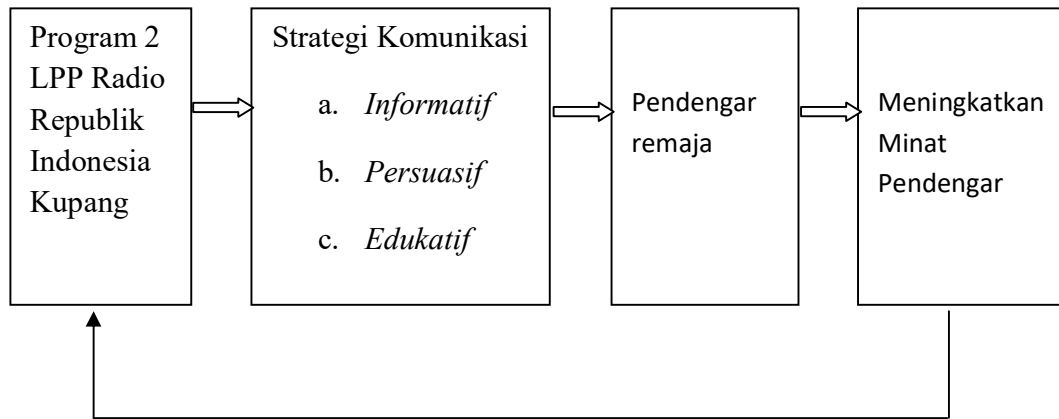 Program 2
LPP Radio
Republik
Indonesia
Kupang
Strategi Komunikasi
a. Informatif
b. Persuasif
c. Edukatif
Pendengar
remaja
Meningkatkan
Minat
Pendengar